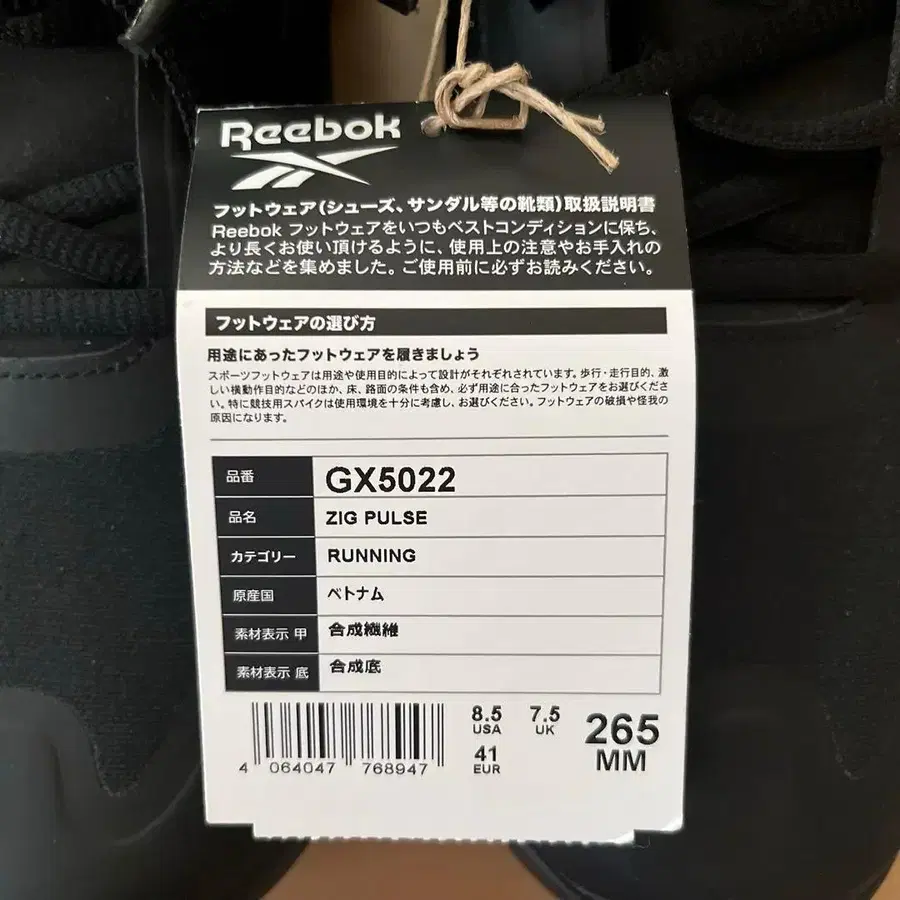 Reebok
フットウェア(シューズ、サンダル等の靴類)取扱説明書
Reebok フットウェアをいつもベストコンディションに保ち、
より長くお使い頂けるように、使用上の注意やお手入れの
方法などを集めました。ご使用前に必ずお読みください。
フットウェアの選び方
用途にあったフットウェアを履きましょう
スポーツフットウェアは用途や使用目的によって設計がそれぞれされています。歩行・走行目的、激
しい横動作目的などのほか、床、路面の条件も含め、必ず用途に合ったフットウェアをお選びくださ
い。特に競技用スパイクは使用環境を十分に考慮し、お選びください。フットウェアの破損や怪我の
原因になります。
品番 GX5022
品名 ZIG PULSE
カテゴリー RUNNING
原産国 ベトナム
素材表示 甲 合成繊維
素材表示 底 合成底
8.5 7.5 265
USA UK MM
41
EUR
4 064047 768947